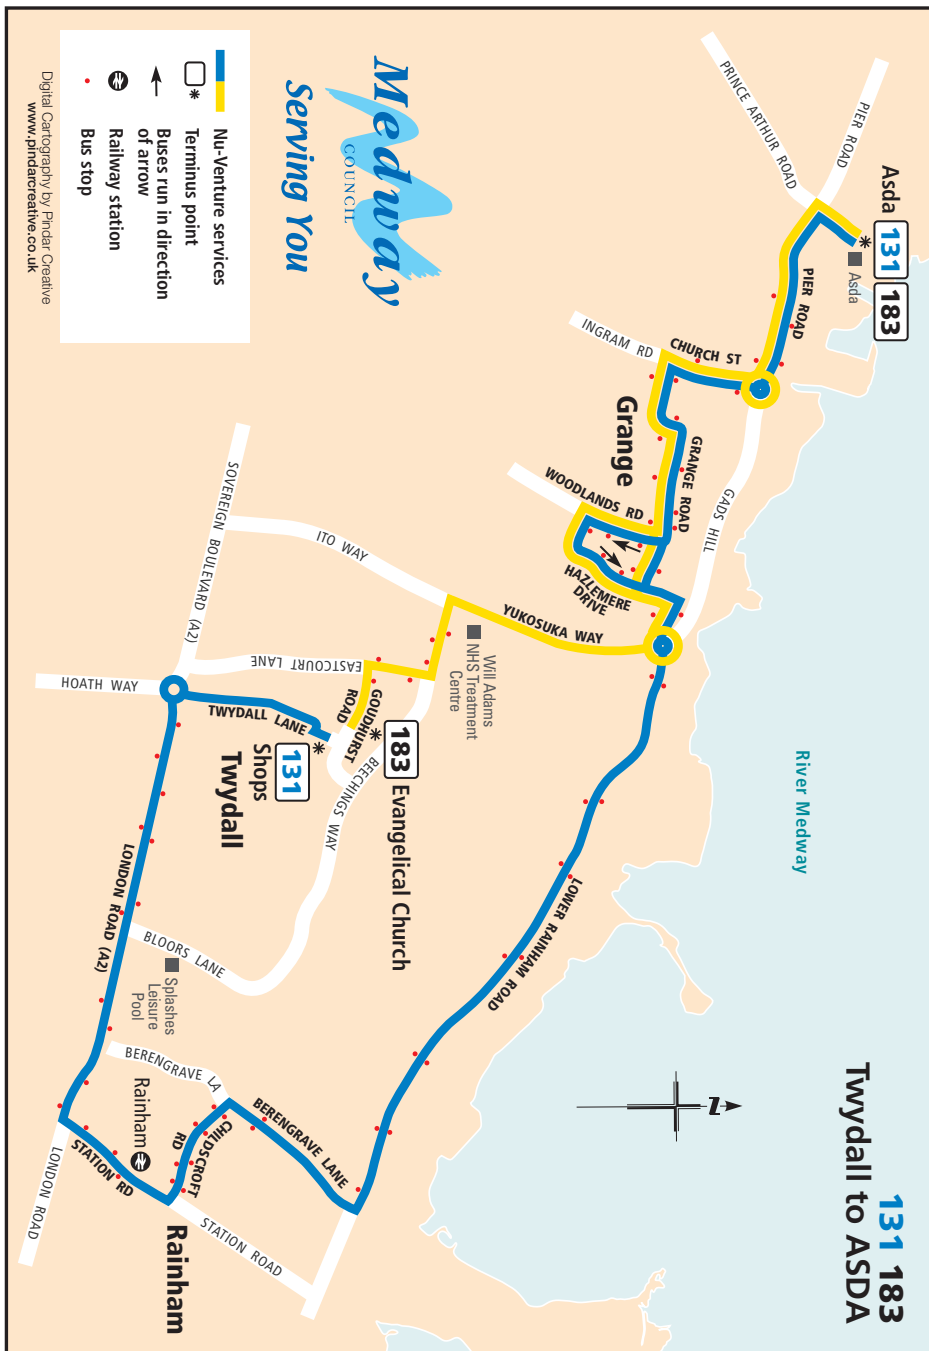 131 183
Twydall to ASDA
Asda 131 183
Asda
PIER ROAD
PRINCE ARTHUR ROAD
PIER ROAD
INGRAM RD
CHURCH ST
Grange
GRANGE ROAD
GADS HILL
WOODLANDS RD
HAZLEMERE
DRIVE
River Medway
YUKOSUKA WAY
ITO WAY
Will Adams
NHS Treatment
Centre
SOVEREIGN BOULEVARD (A2)
EASTCOURT LANE
GOUDHURST
ROAD
183 Evangelical Church
BEECHINGS WAY
HOATH WAY
TWYDALL LANE
131
Shops
Twydall
LOWER RAINHAM ROAD
LONDON ROAD (A2)
BLOORS LANE
Splashes
Leisure
Pool
BERENGRAVE LA
BERENGRAVE LANE
CHILDSCROFT
RD
Rainham
STATION RD
STATION ROAD
Rainham
LONDON ROAD
N
Medway
COUNCIL
Serving You
Nu-Venture services
Terminus point
Buses run in direction
of arrow
Railway station
Bus stop
Digital Cartography by Pindar Creative
www.pindarcreative.co.uk